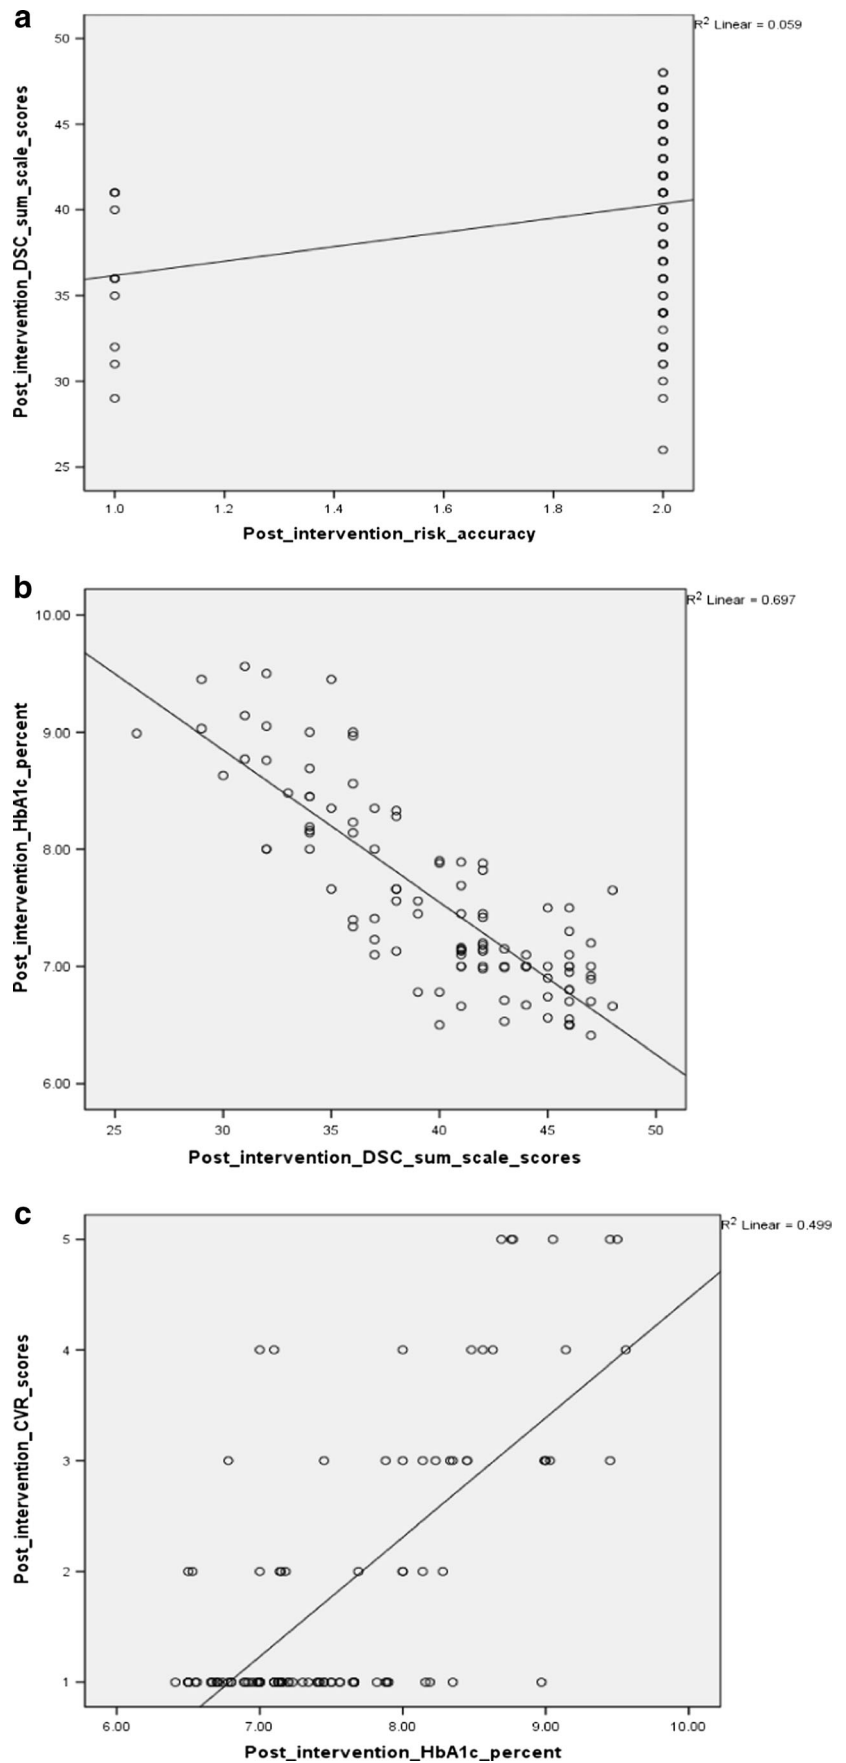 a
R2 Linear = 0.059
Post_intervention_DSC_sum_scale_scores
50
45
40
35
30
25
1.0 1.2 1.4 1.6 1.8 2.0
Post_intervention_risk_accuracy
b
R2 Linear = 0.697
Post_intervention_HbA1c_percent
10.00
9.00
8.00
7.00
6.00
25 30 35 40 45 50
Post_intervention_DSC_sum_scale_scores
c
R2 Linear = 0.499
Post_intervention_CVR_scores
5
4
3
2
1
6.00 7.00 8.00 9.00 10.00
Post_intervention_HbA1c_percent